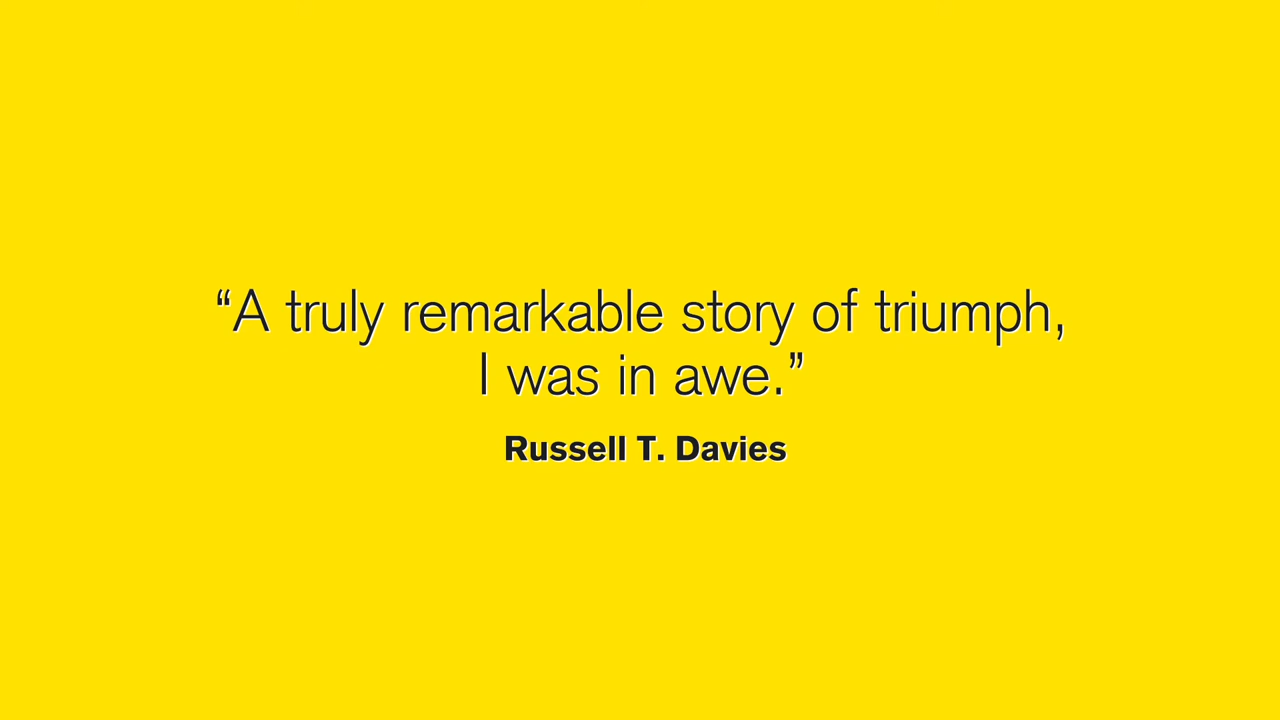 “A truly remarkable story of triumph,
I was in awe.”
Russell T. Davies